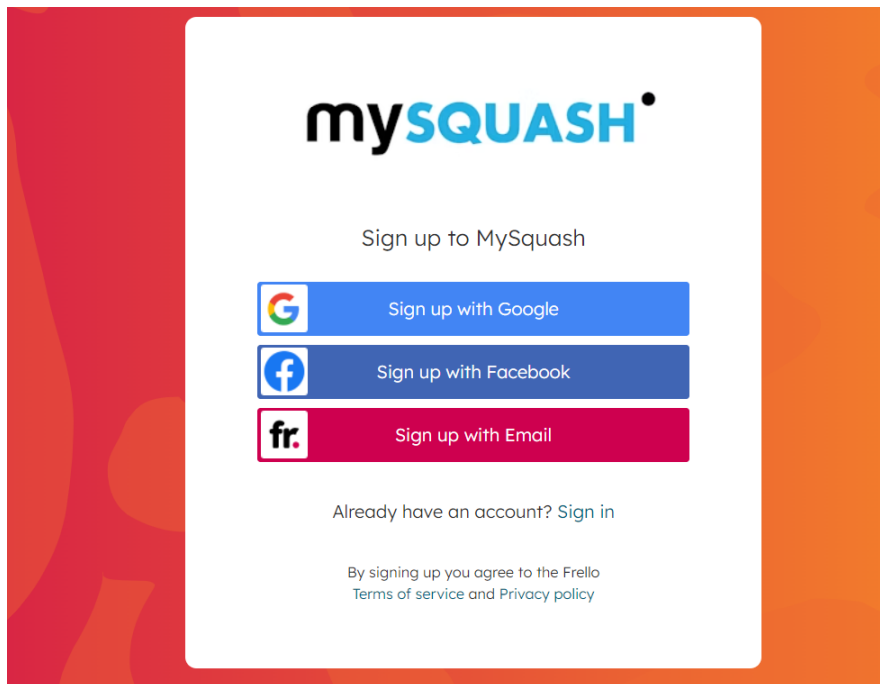 mySQUASH
Sign up to MySquash
Sign up with Google
Sign up with Facebook
fr.
Sign up with Email
Already have an account? Sign in
By signing up you agree to the Frello
Terms of service and Privacy policy